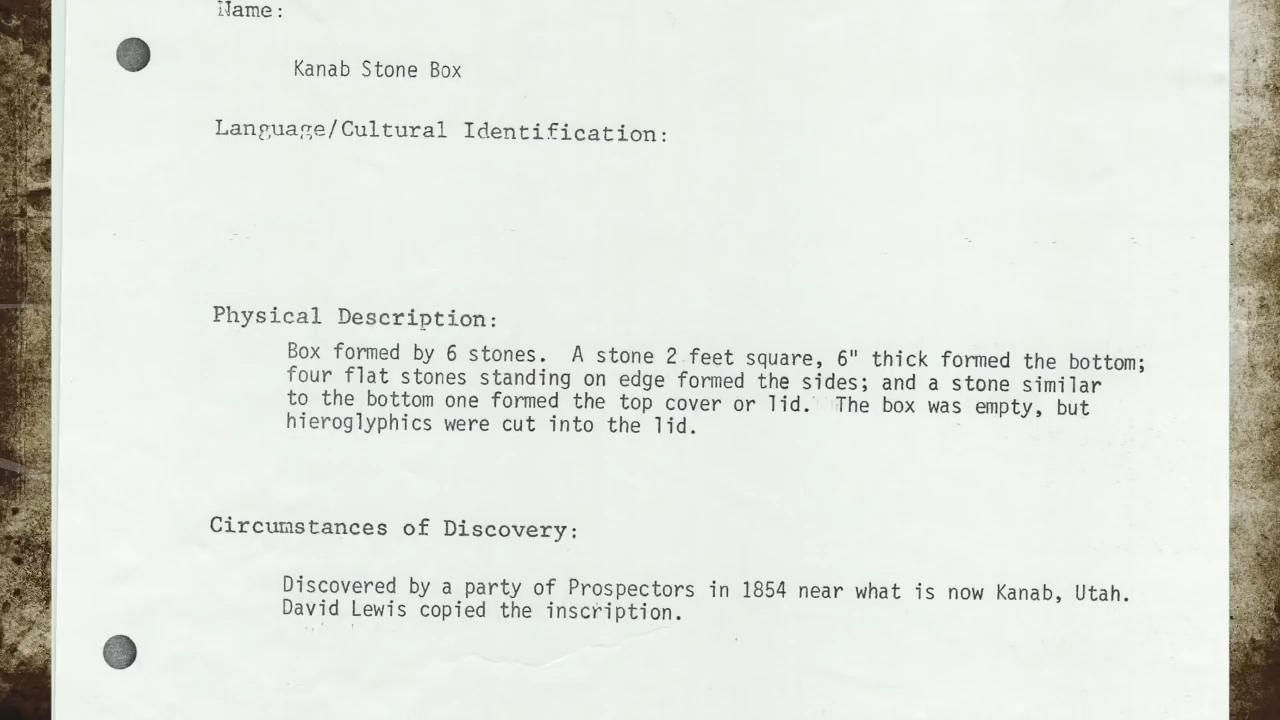 Name:
Kanab Stone Box
Language/Cultural Identification:
Physical Description:
Box formed by 6 stones. A stone 2 feet square, 6" thick formed the bottom;
four flat stones standing on edge formed the sides; and a stone similar
to the bottom one formed the top cover or lid. The box was empty, but
hieroglyphics were cut into the lid.
Circumstances of Discovery:
Discovered by a party of Prospectors in 1854 near what is now Kanab, Utah.
David Lewis copied the inscription.